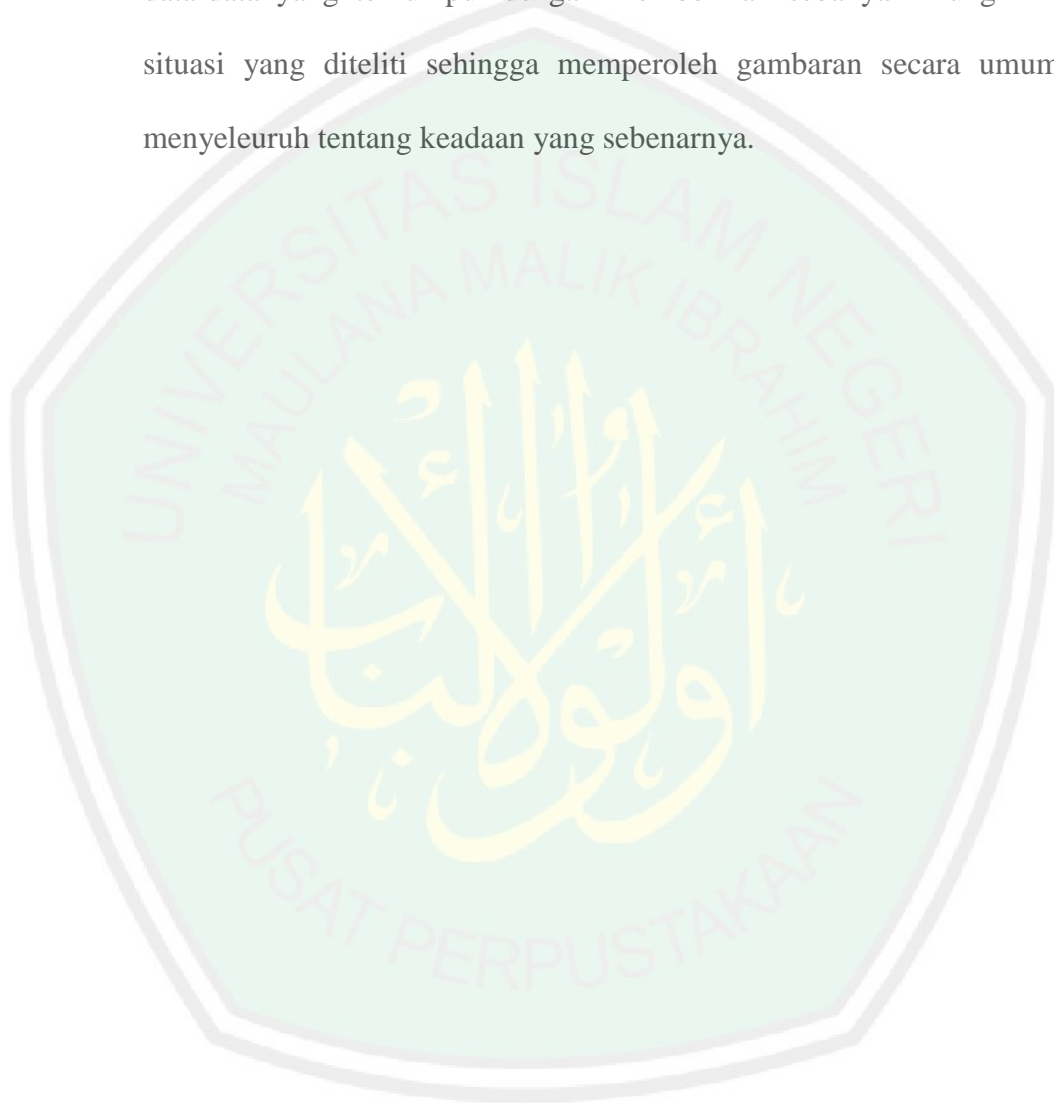 situasi yang diteliti sehingga memperoleh gambaran secara umum
menyeleuruh tentang keadaan yang sebenarnya.
UNIVERSITAS ISLAM NEGERI
MAULANA MALIK IBRAHIM
أولوا الألباب
PUSAT PERPUSTAKAAN